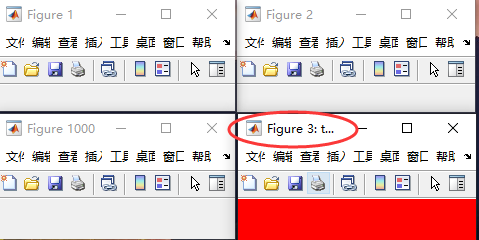 Figure 1
文件 编辑 查看 插入 工具 桌面 窗口 帮助
Figure 2
文件 编辑 查看 插入 工具 桌面 窗口 帮助
Figure 1000
文件 编辑 查看 插入 工具 桌面 窗口 帮助
Figure 3: t...
文件 编辑 查看 插入 工具 桌面 窗口 帮助